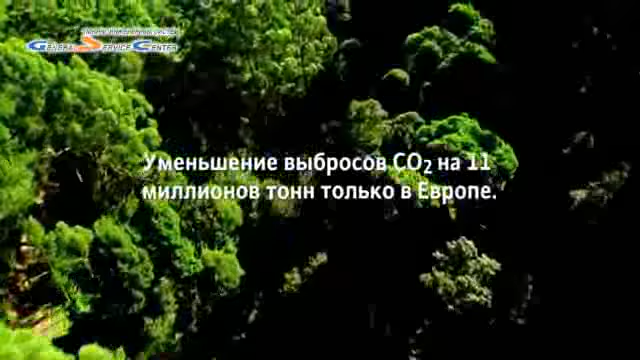 General Service Center
Уменьшение выбросов CO₂ на 11
миллионов тонн только в Европе.